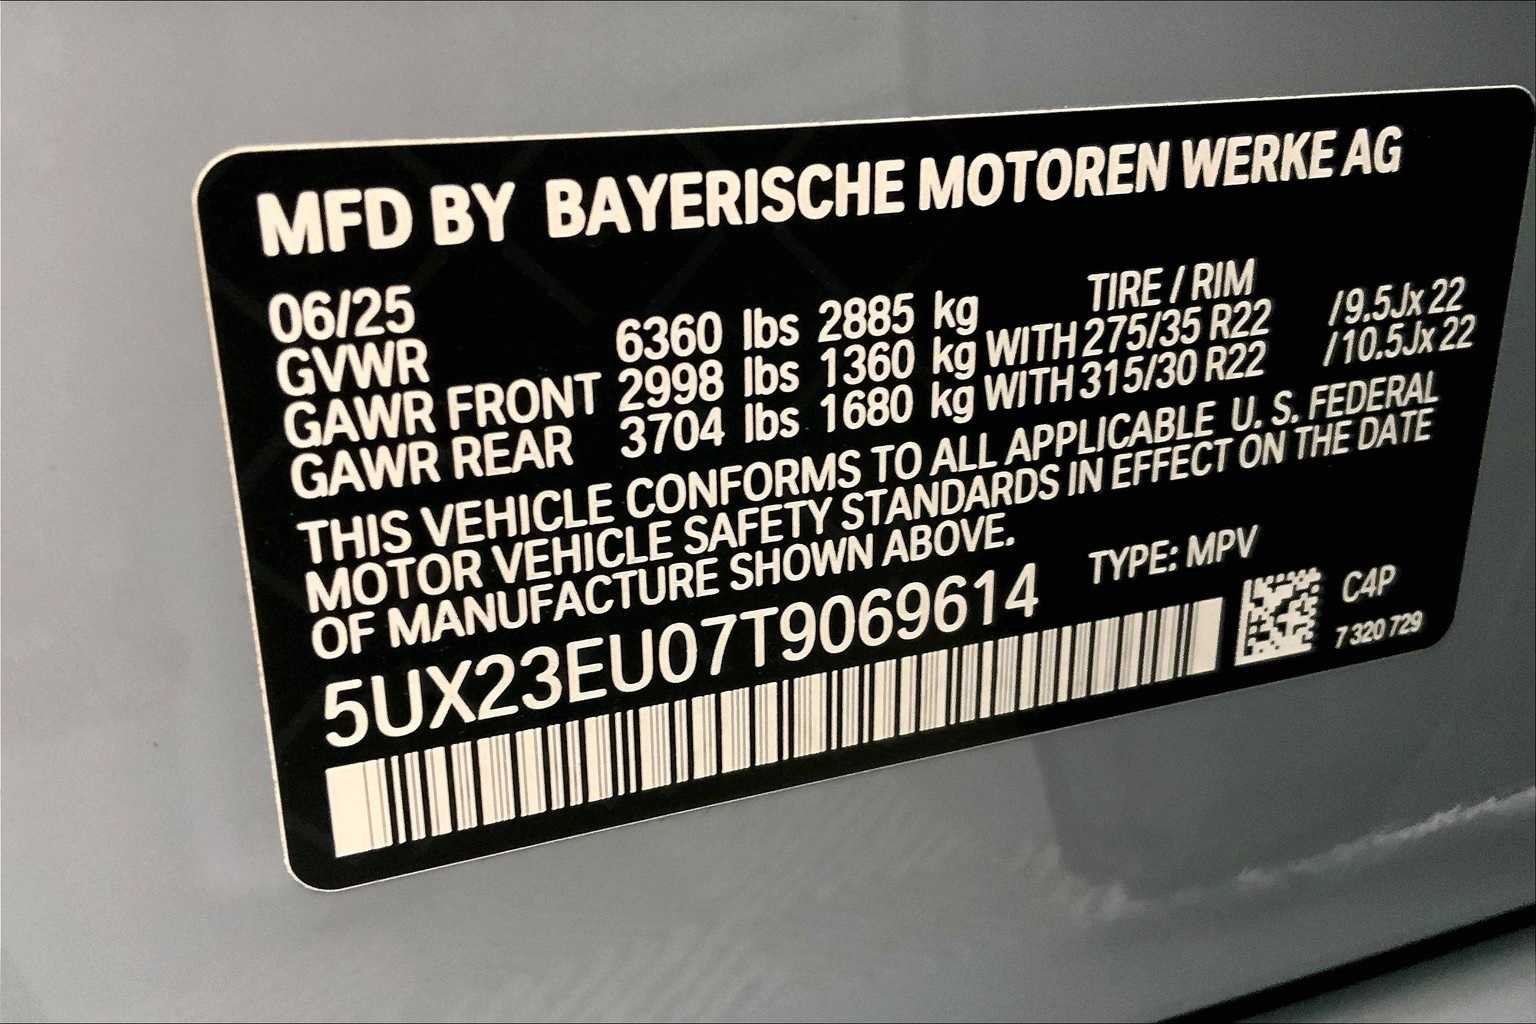 MFD BY BAYERISCHE MOTOREN WERKE AG
06/25 TIRE / RIM
GVWR 6360 lbs 2885 kg
GAWR FRONT 2998 lbs 1360 kg WITH 275/35 R22 /9.5Jx 22
GAWR REAR 3704 lbs 1680 kg WITH 315/30 R22 /10.5Jx 22
THIS VEHICLE CONFORMS TO ALL APPLICABLE U. S. FEDERAL
MOTOR VEHICLE SAFETY STANDARDS IN EFFECT ON THE DATE
OF MANUFACTURE SHOWN ABOVE.
TYPE: MPV
5UX23EU07T9069614
C4P
7 320 729